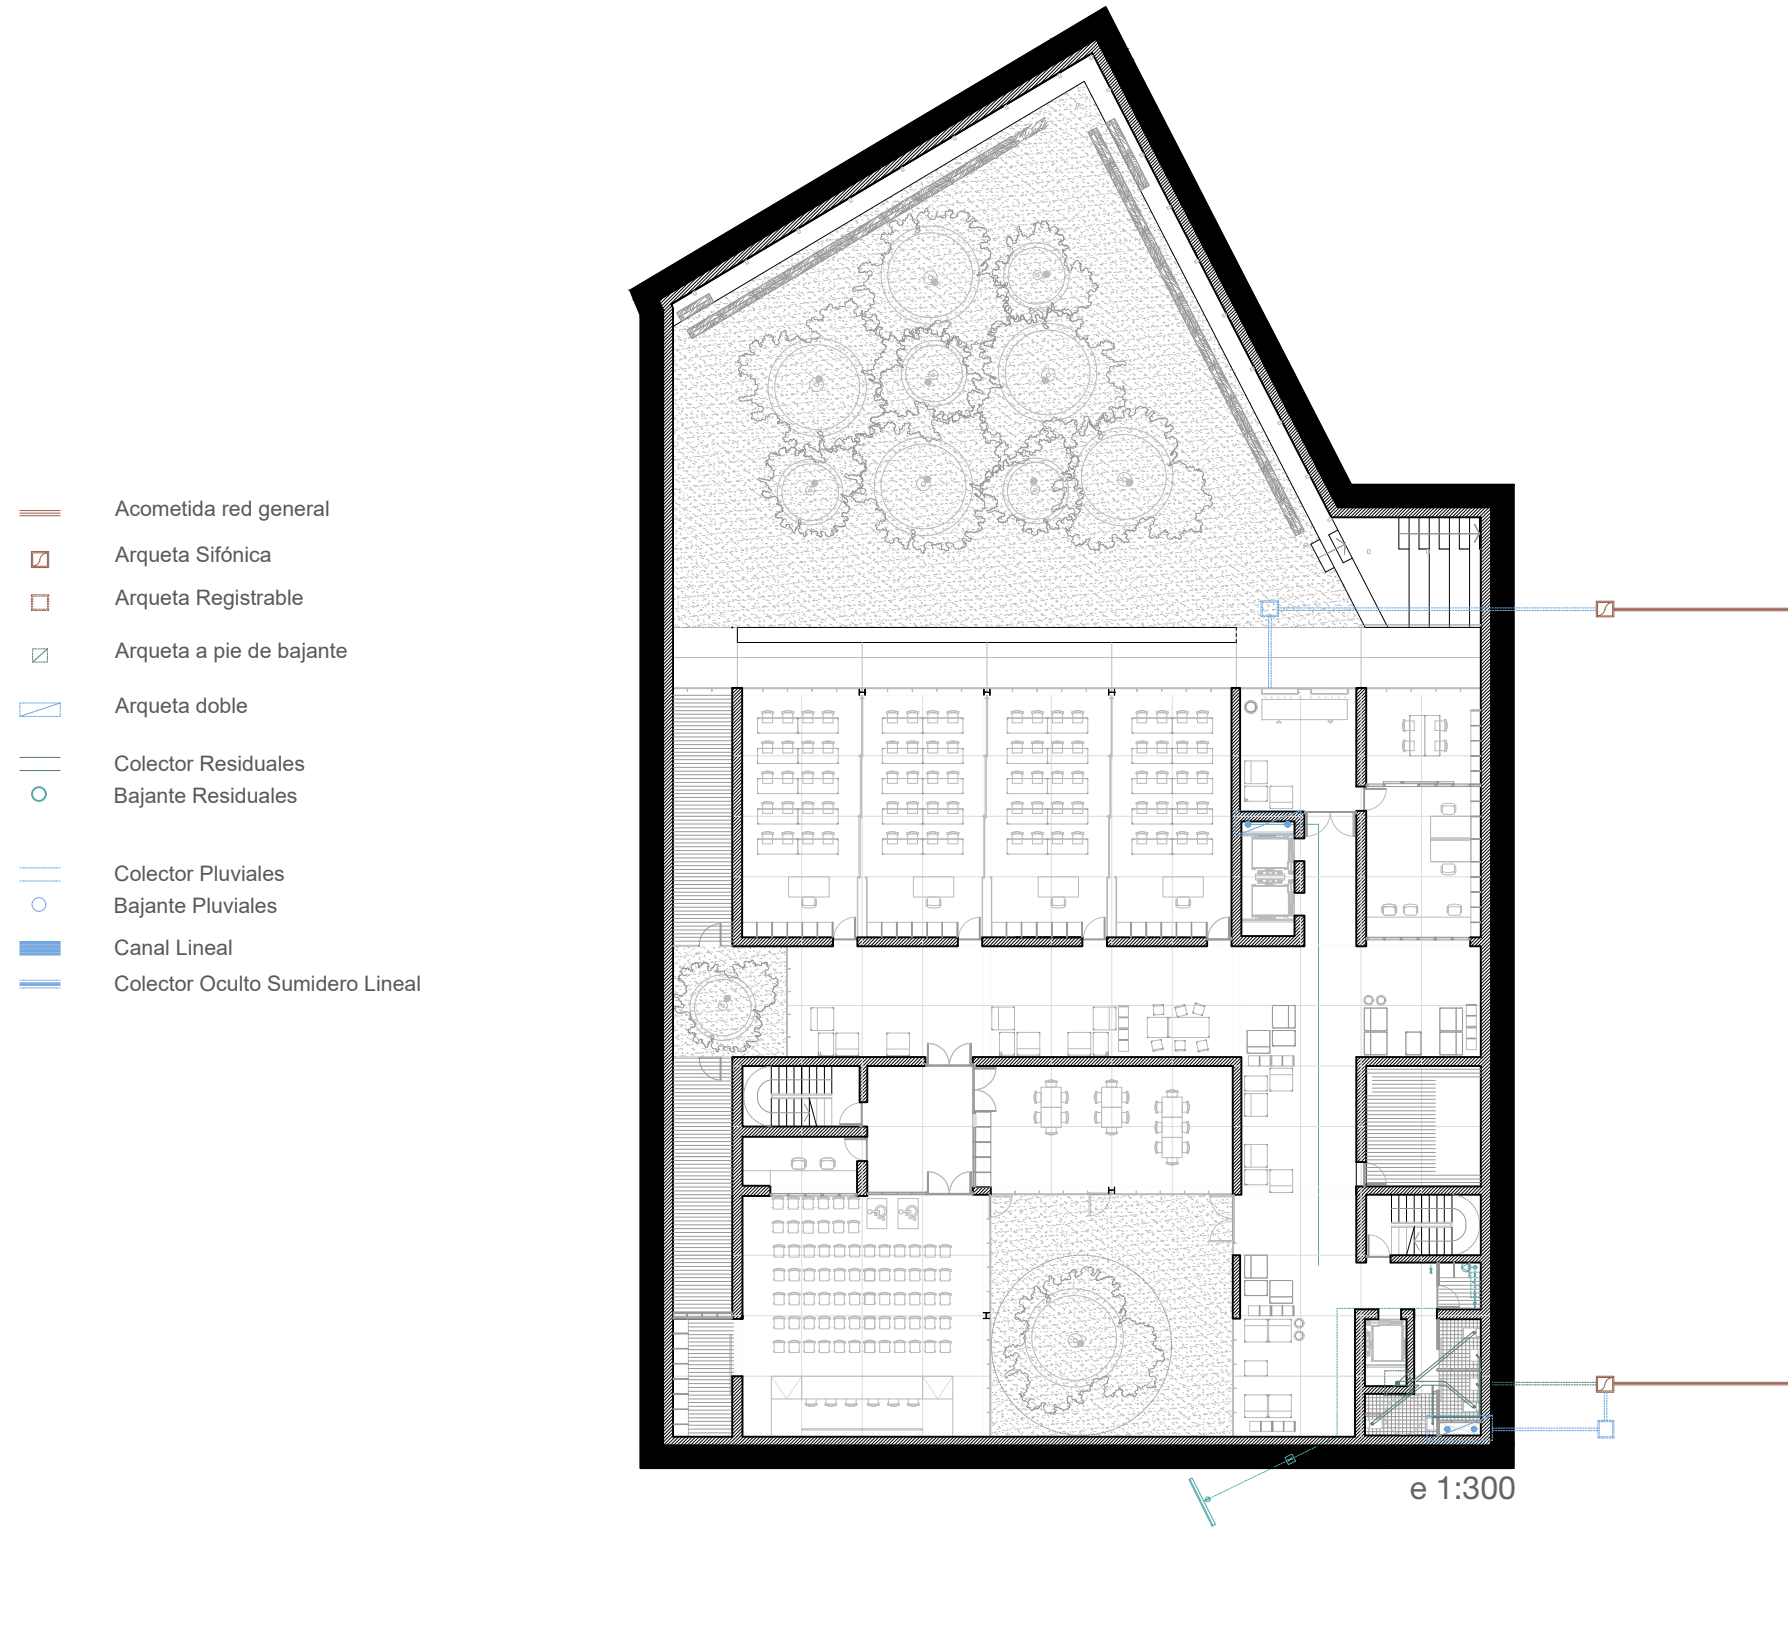 Acometida red general
Arqueta Sifónica
Arqueta Registrable
Arqueta a pie de bajante
Arqueta doble
Colector Residuales
Bajante Residuales
Colector Pluviales
Bajante Pluviales
Canal Lineal
Colector Oculto Sumidero Lineal
e 1:300